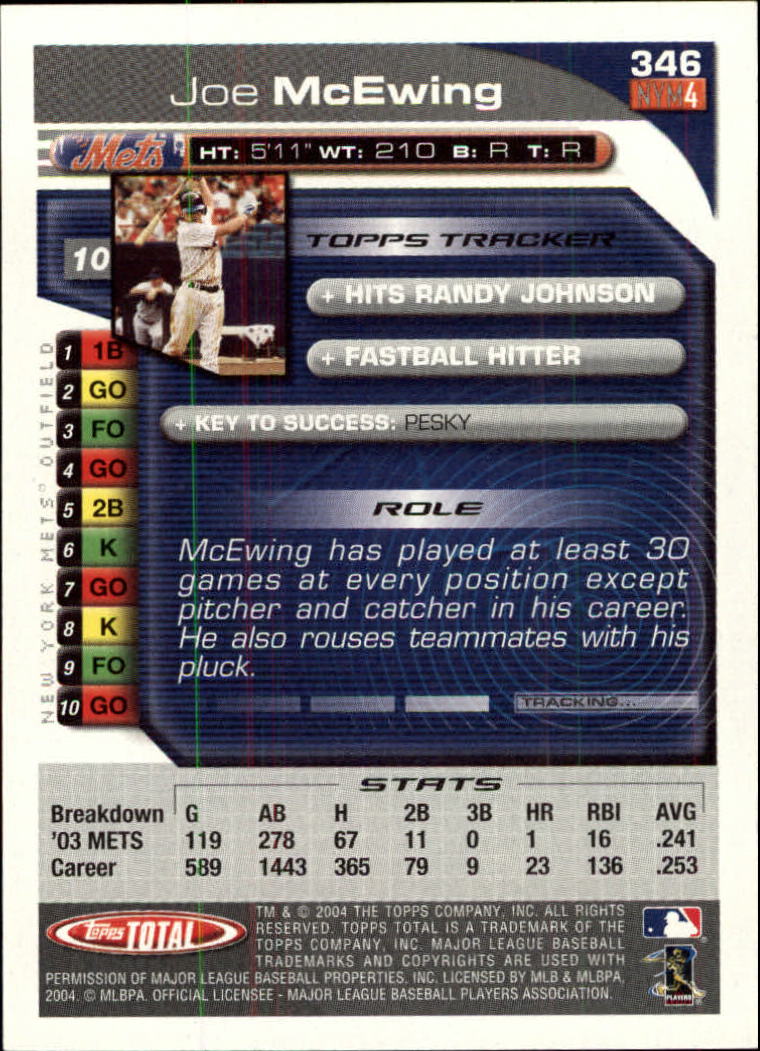 Joe McEwing
346
NYM4
Mets
HT: 5'11" WT: 210 B: R T: R
10
TOPPS TRACKER
+ HITS RANDY JOHNSON
+ FASTBALL HITTER
+ KEY TO SUCCESS: PESKY
NEW YORK METS® OUTFIELD
1 1B
2 GO
3 FO
4 GO
5 2B
6 K
7 GO
8 K
9 FO
10 GO
ROLE
McEwing has played at least 30
games at every position except
pitcher and catcher in his career.
He also rouses teammates with his
pluck.
TRACKING...
STATS
Breakdown G AB H 2B 3B HR RBI AVG
'03 METS 119 278 67 11 0 1 16 .241
Career 589 1443 365 79 9 23 136 .253
Topps TOTAL
TM & © 2004 THE TOPPS COMPANY, INC. ALL RIGHTS
RESERVED. TOPPS TOTAL IS A TRADEMARK OF THE
TOPPS COMPANY, INC. MAJOR LEAGUE BASEBALL
TRADEMARKS AND COPYRIGHTS ARE USED WITH
PERMISSION OF MAJOR LEAGUE BASEBALL PROPERTIES, INC. LICENSED BY MLB & MLBPA,
2004. © MLBPA. OFFICIAL LICENSEE - MAJOR LEAGUE BASEBALL PLAYERS ASSOCIATION.
PLAYERS